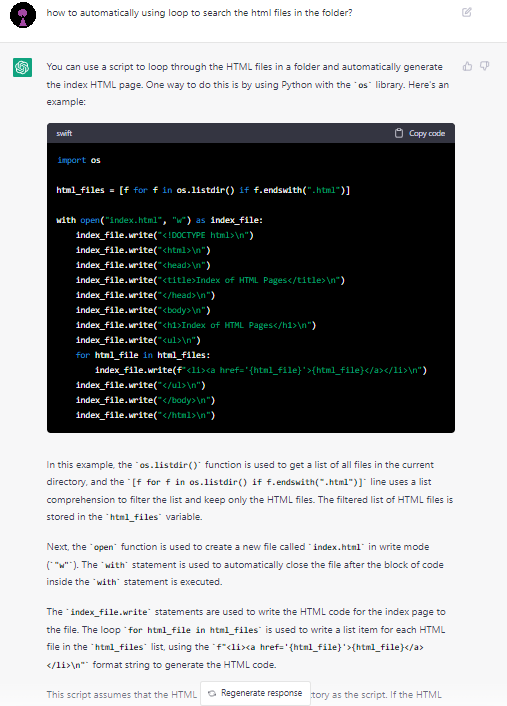 how to automatically using loop to search the html files in the folder?
You can use a script to loop through the HTML files in a folder and automatically generate
the index HTML page. One way to do this is by using Python with the `os` library. Here's an
example:
swift
Copy code
import os
html_files = [f for f in os.listdir() if f.endswith(".html")]
with open("index.html", "w") as index_file:
    index_file.write("<!DOCTYPE html>\n")
    index_file.write("<html>\n")
    index_file.write("<head>\n")
    index_file.write("<title>Index of HTML Pages</title>\n")
    index_file.write("</head>\n")
    index_file.write("<body>\n")
    index_file.write("<h1>Index of HTML Pages</h1>\n")
    index_file.write("<ul>\n")
    for html_file in html_files:
        index_file.write(f"<li><a href='{html_file}'>{html_file}</a></li>\n")
    index_file.write("</ul>\n")
    index_file.write("</body>\n")
    index_file.write("</html>\n")
In this example, the `os.listdir()` function is used to get a list of all files in the current
directory, and the `[f for f in os.listdir() if f.endswith(".html")]` line uses a list
comprehension to filter the list and keep only the HTML files. The filtered list of HTML files is
stored in the `html_files` variable.
Next, the `open` function is used to create a new file called `index.html` in write mode
(`"w"`). The `with` statement is used to automatically close the file after the block of code
inside the `with` statement is executed.
The `index_file.write` statements are used to write the HTML code for the index page to
the file. The loop `for html_file in html_files` is used to write a list item for each HTML
file in the `html_files` list, using the `f"<li><a href='{html_file}'>{html_file}</a>
</li>\n"` format string to generate the HTML code.
This script assumes that the HTML
Regenerate response
tory as the script. If the HTML